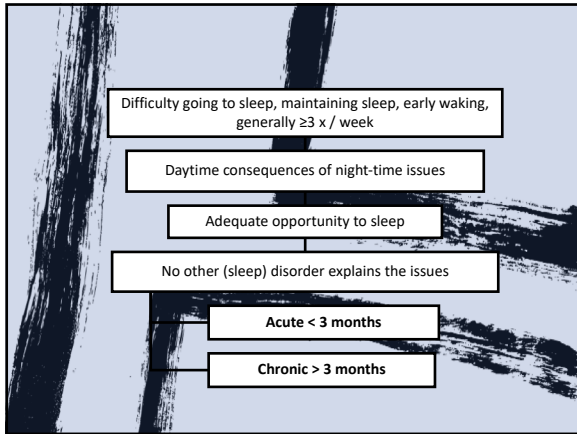 Difficulty going to sleep, maintaining sleep, early waking,
generally ≥3 x / week
Daytime consequences of night-time issues
Adequate opportunity to sleep
No other (sleep) disorder explains the issues
Acute < 3 months
Chronic > 3 months